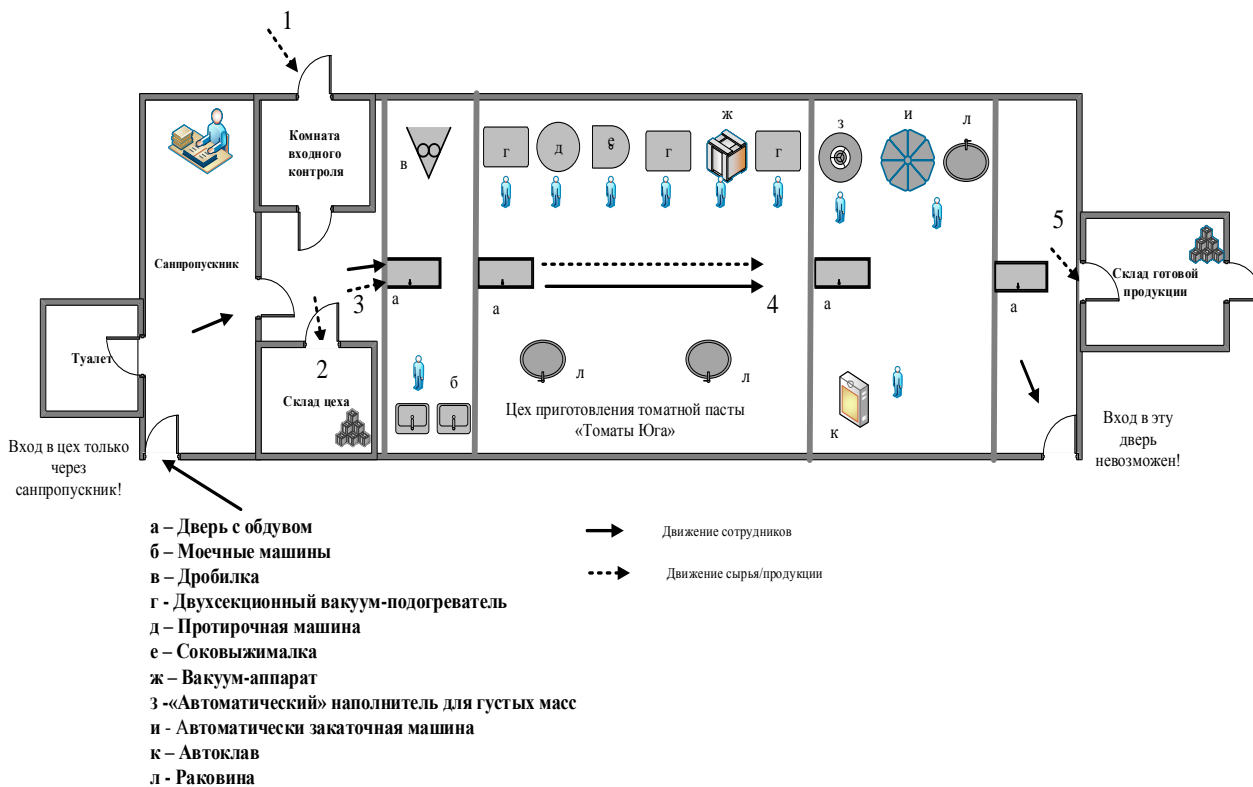 1
Комната
входного
контроля
в
г
д
е
г
ж
г
з
и
л
Санпропускник
3
а
а
4
а
а
5
Склад готовой
продукции
Туалет
2
Склад цеха
б
л
л
к
Цех приготовления томатной пасты
«Томаты Юга»
Вход в цех только
через
санпропускник!
Вход в эту
дверь
невозможен!
а – Дверь с обдувом
б – Моечные машины
в – Дробилка
г - Двухсекционный вакуум-подогреватель
д – Протирочная машина
е – Соковыжималка
ж – Вакуум-аппарат
з -«Автоматический» наполнитель для густых масс
и - Автоматически закаточная машина
к – Автоклав
л - Раковина
Движение сотрудников
Движение сырья/продукции